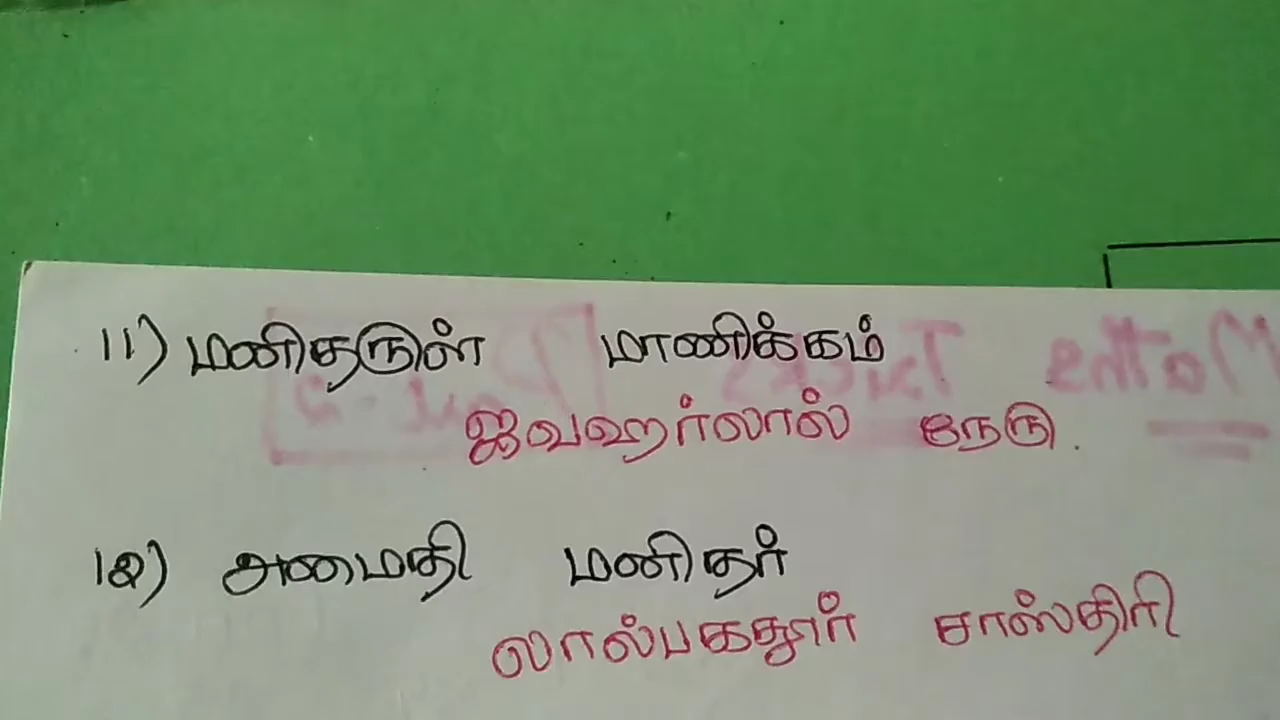 11) மனிதருள் மாணிக்கம்
ஜவஹர்லால் நேரு.
12) அமைதி மனிதர்
லால்பகதூர் சாஸ்திரி